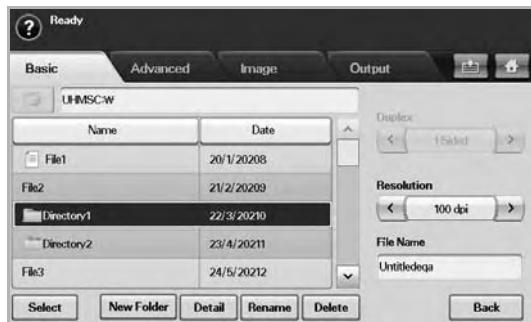 Ready
Basic Advanced Image Output
UHMSC:W
Name Date
File1 20/1/20208
File2 21/2/20209
Directory1 22/3/20210
Directory2 23/4/20211
File3 24/5/20212
Duplex
1 Sided
Resolution
100 dpi
File Name
Untitledeqa
Select New Folder Detail Rename Delete Back